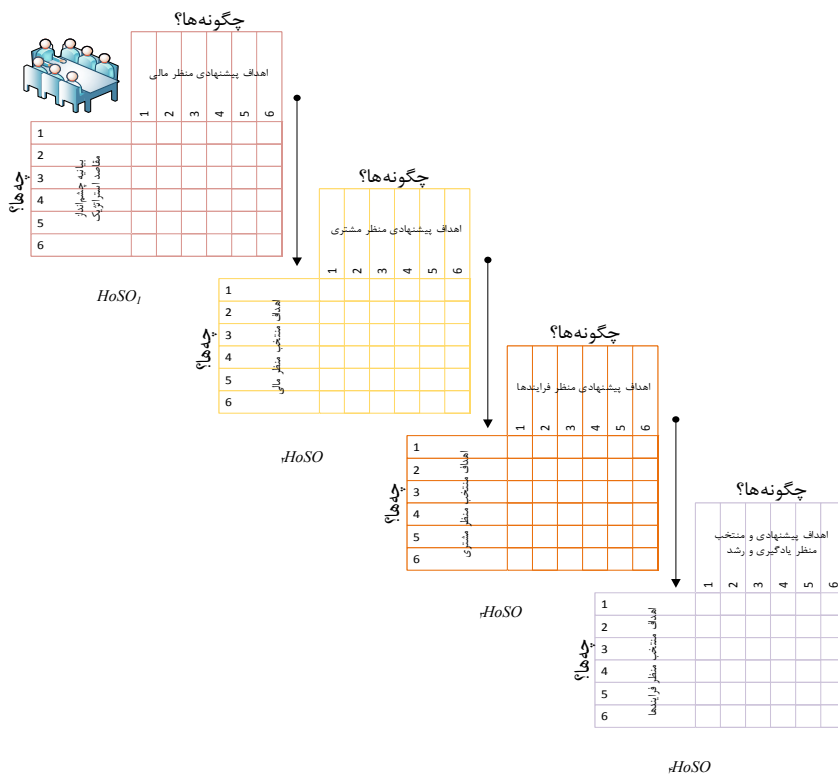 چگونه‌ها؟
اهداف پیشنهادی منظر مالی
1 2 3 4 5 6
چه‌ها؟
بیانیه چشم‌انداز
مقاصد استراتژیک
1
2
3
4
5
6
HoSO1
چگونه‌ها؟
اهداف پیشنهادی منظر مشتری
1 2 3 4 5 6
چه‌ها؟
اهداف منتخب منظر مالی
1
2
3
4
5
6
HoSO۲
چگونه‌ها؟
اهداف پیشنهادی منظر فرایندها
1 2 3 4 5 6
چه‌ها؟
اهداف منتخب منظر مشتری
1
2
3
4
5
6
HoSO۳
چگونه‌ها؟
اهداف پیشنهادی و منتخب
منظر یادگیری و رشد
1 2 3 4 5 6
چه‌ها؟
اهداف منتخب منظر فرایندها
1
2
3
4
5
6
HoSO۴